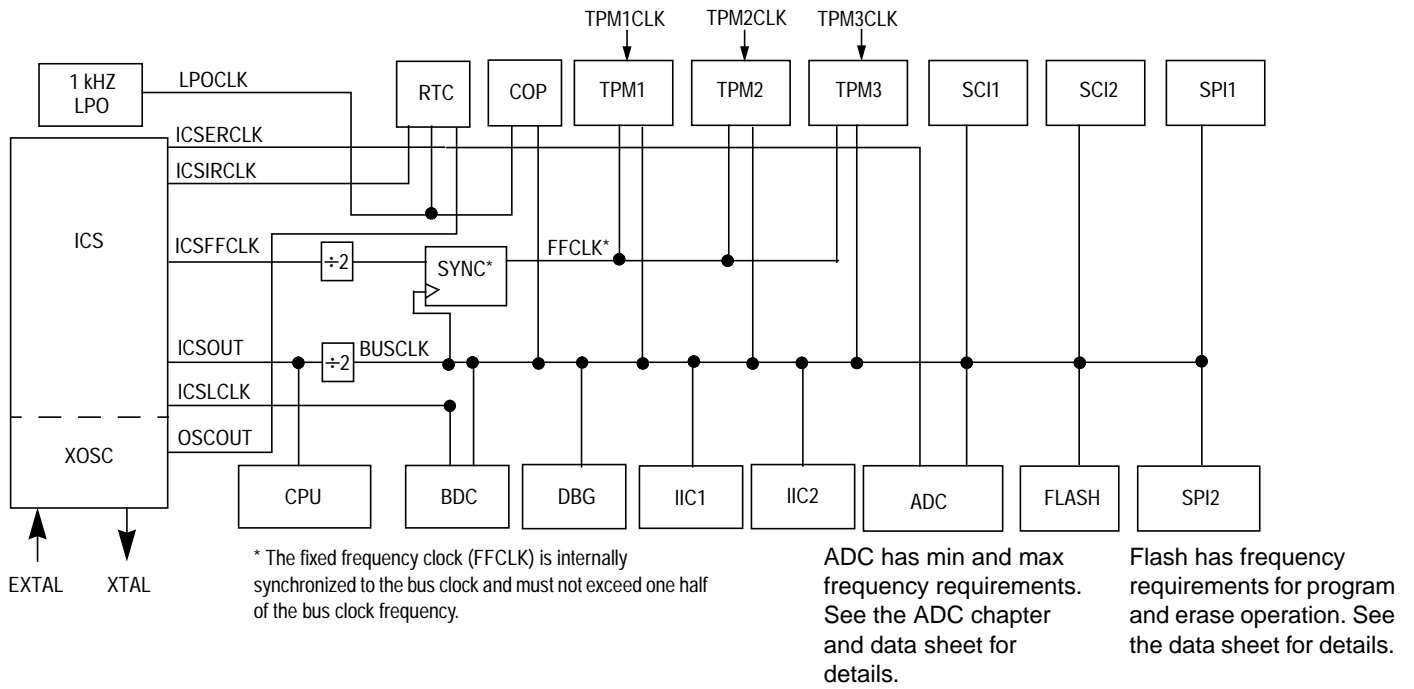 TPM1CLK
TPM2CLK
TPM3CLK
1 kHZ
LPO
LPOCLK
RTC
COP
TPM1
TPM2
TPM3
SCI1
SCI2
SPI1
ICSERCLK
ICSIRCLK
ICS
ICSFFCLK
÷2
SYNC*
FFCLK*
ICSOUT
÷2
BUSCLK
ICSLCLK
OSCOUT
XOSC
CPU
BDC
DBG
IIC1
IIC2
ADC
FLASH
SPI2
EXTAL
XTAL
* The fixed frequency clock (FFCLK) is internally
synchronized to the bus clock and must not exceed one half
of the bus clock frequency.
ADC has min and max
frequency requirements.
See the ADC chapter
and data sheet for
details.
Flash has frequency
requirements for program
and erase operation. See
the data sheet for details.